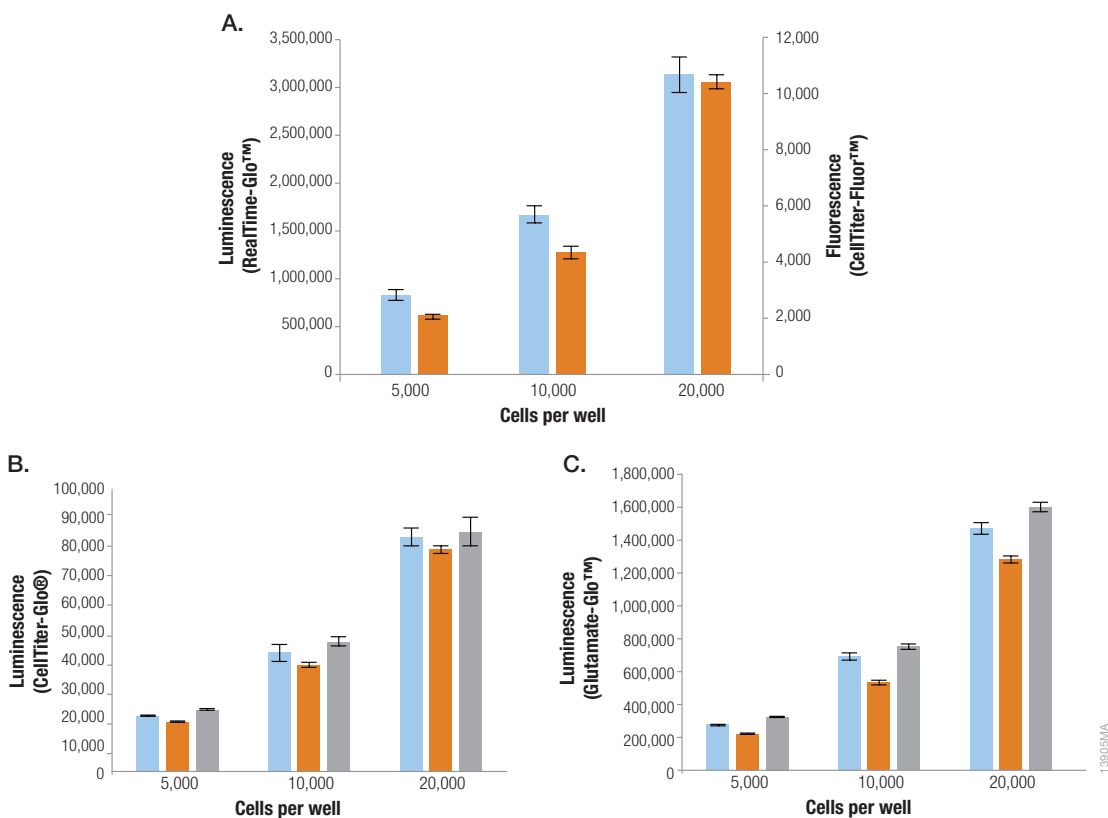 A.
3,500,000
3,000,000
2,500,000
2,000,000
1,500,000
1,000,000
500,000
0
Luminescence
(RealTime-Glo™)
12,000
10,000
8,000
6,000
4,000
2,000
0
Fluorescence
(CellTiter-Fluor™)
5,000 10,000 20,000
Cells per well
B.
100,000
90,000
80,000
70,000
60,000
50,000
40,000
30,000
20,000
10,000
0
Luminescence
(CellTiter-Glo®)
5,000 10,000 20,000
Cells per well
C.
1,800,000
1,600,000
1,400,000
1,200,000
1,000,000
800,000
600,000
400,000
200,000
0
Luminescence
(Glutamate-Glo™)
5,000 10,000 20,000
Cells per well
13905MA